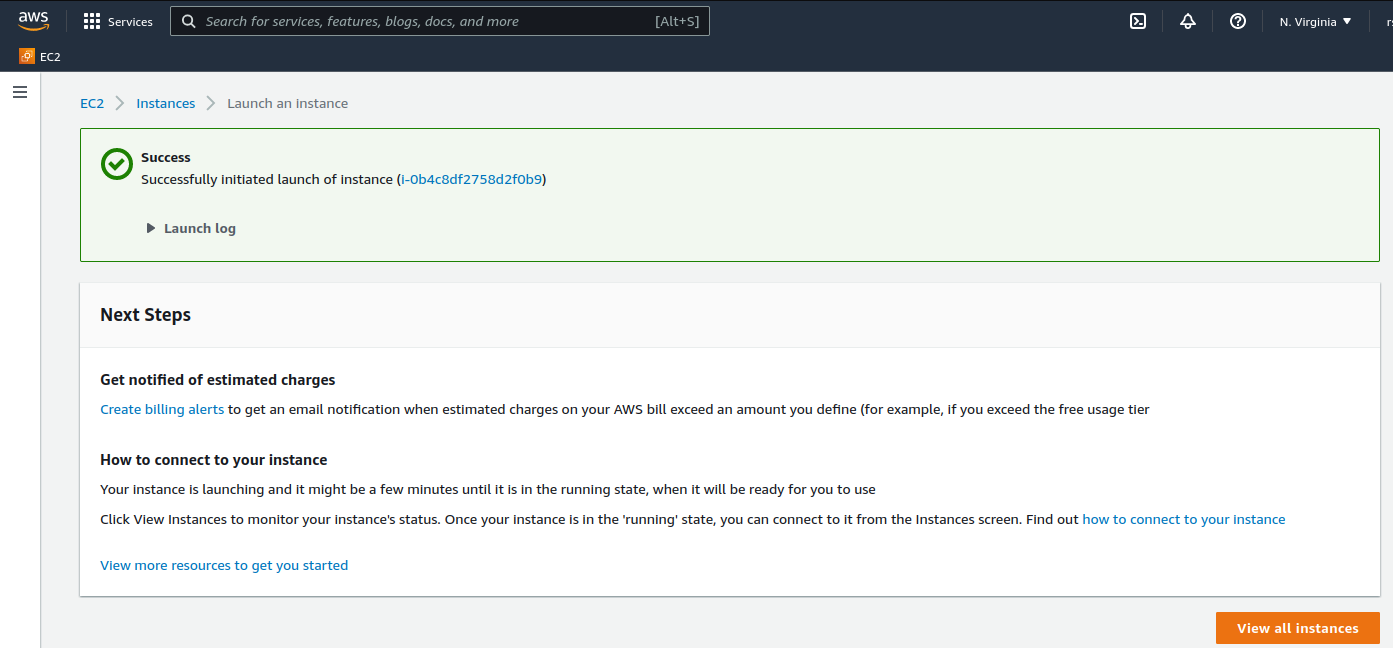 aws
Services
Search for services, features, blogs, docs, and more
[Alt+S]
N. Virginia
EC2
EC2
Instances
Launch an instance
Success
Successfully initiated launch of instance (i-0b4c8df2758d2f0b9)
Launch log
Next Steps
Get notified of estimated charges
Create billing alerts to get an email notification when estimated charges on your AWS bill exceed an amount you define (for example, if you exceed the free usage tier
How to connect to your instance
Your instance is launching and it might be a few minutes until it is in the running state, when it will be ready for you to use
Click View Instances to monitor your instance's status. Once your instance is in the 'running' state, you can connect to it from the Instances screen. Find out how to connect to your instance
View more resources to get you started
View all instances